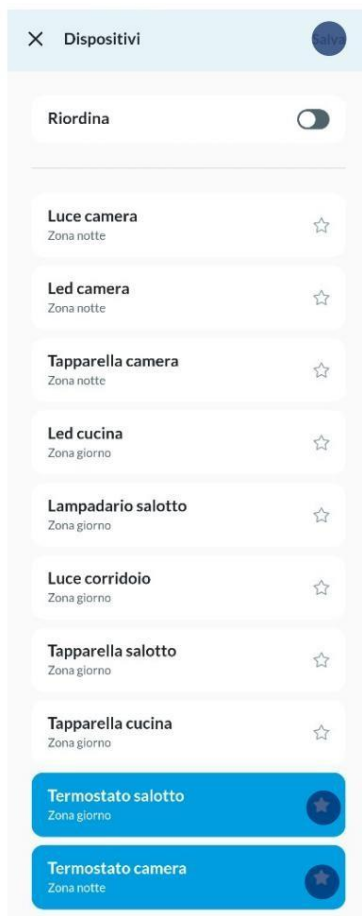 Dispositivi
Salva
Riordina
Luce camera
Zona notte
Led camera
Zona notte
Tapparella camera
Zona notte
Led cucina
Zona giorno
Lampadario salotto
Zona giorno
Luce corridoio
Zona giorno
Tapparella salotto
Zona giorno
Tapparella cucina
Zona giorno
Termostato salotto
Zona giorno
Termostato camera
Zona notte